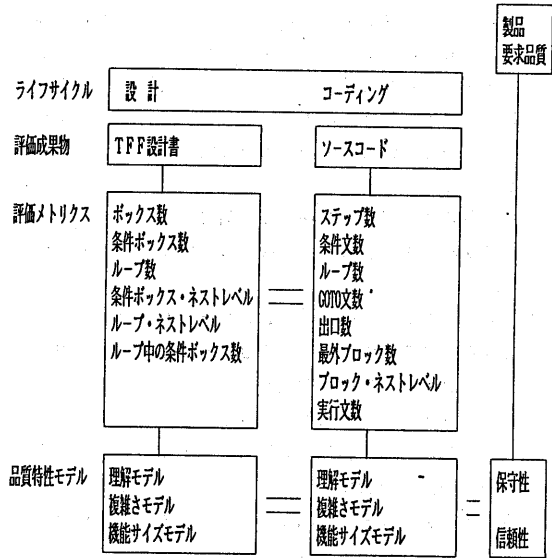 製品
要求品質
ライフサイクル 設 計 コーディング
評価成果物 TFF設計書 ソースコード
評価メトリクス ボックス数 ステップ数
条件ボックス数 条件文数
ループ数 ループ数
条件ボックス・ネストレベル GOTO文数
ループ・ネストレベル 出口数
ループ中の条件ボックス数 最外ブロック数
ブロック・ネストレベル
実行文数
品質特性モデル 理解モデル 理解モデル 保守性
複雑さモデル 複雑さモデル
機能サイズモデル 機能サイズモデル 信頼性